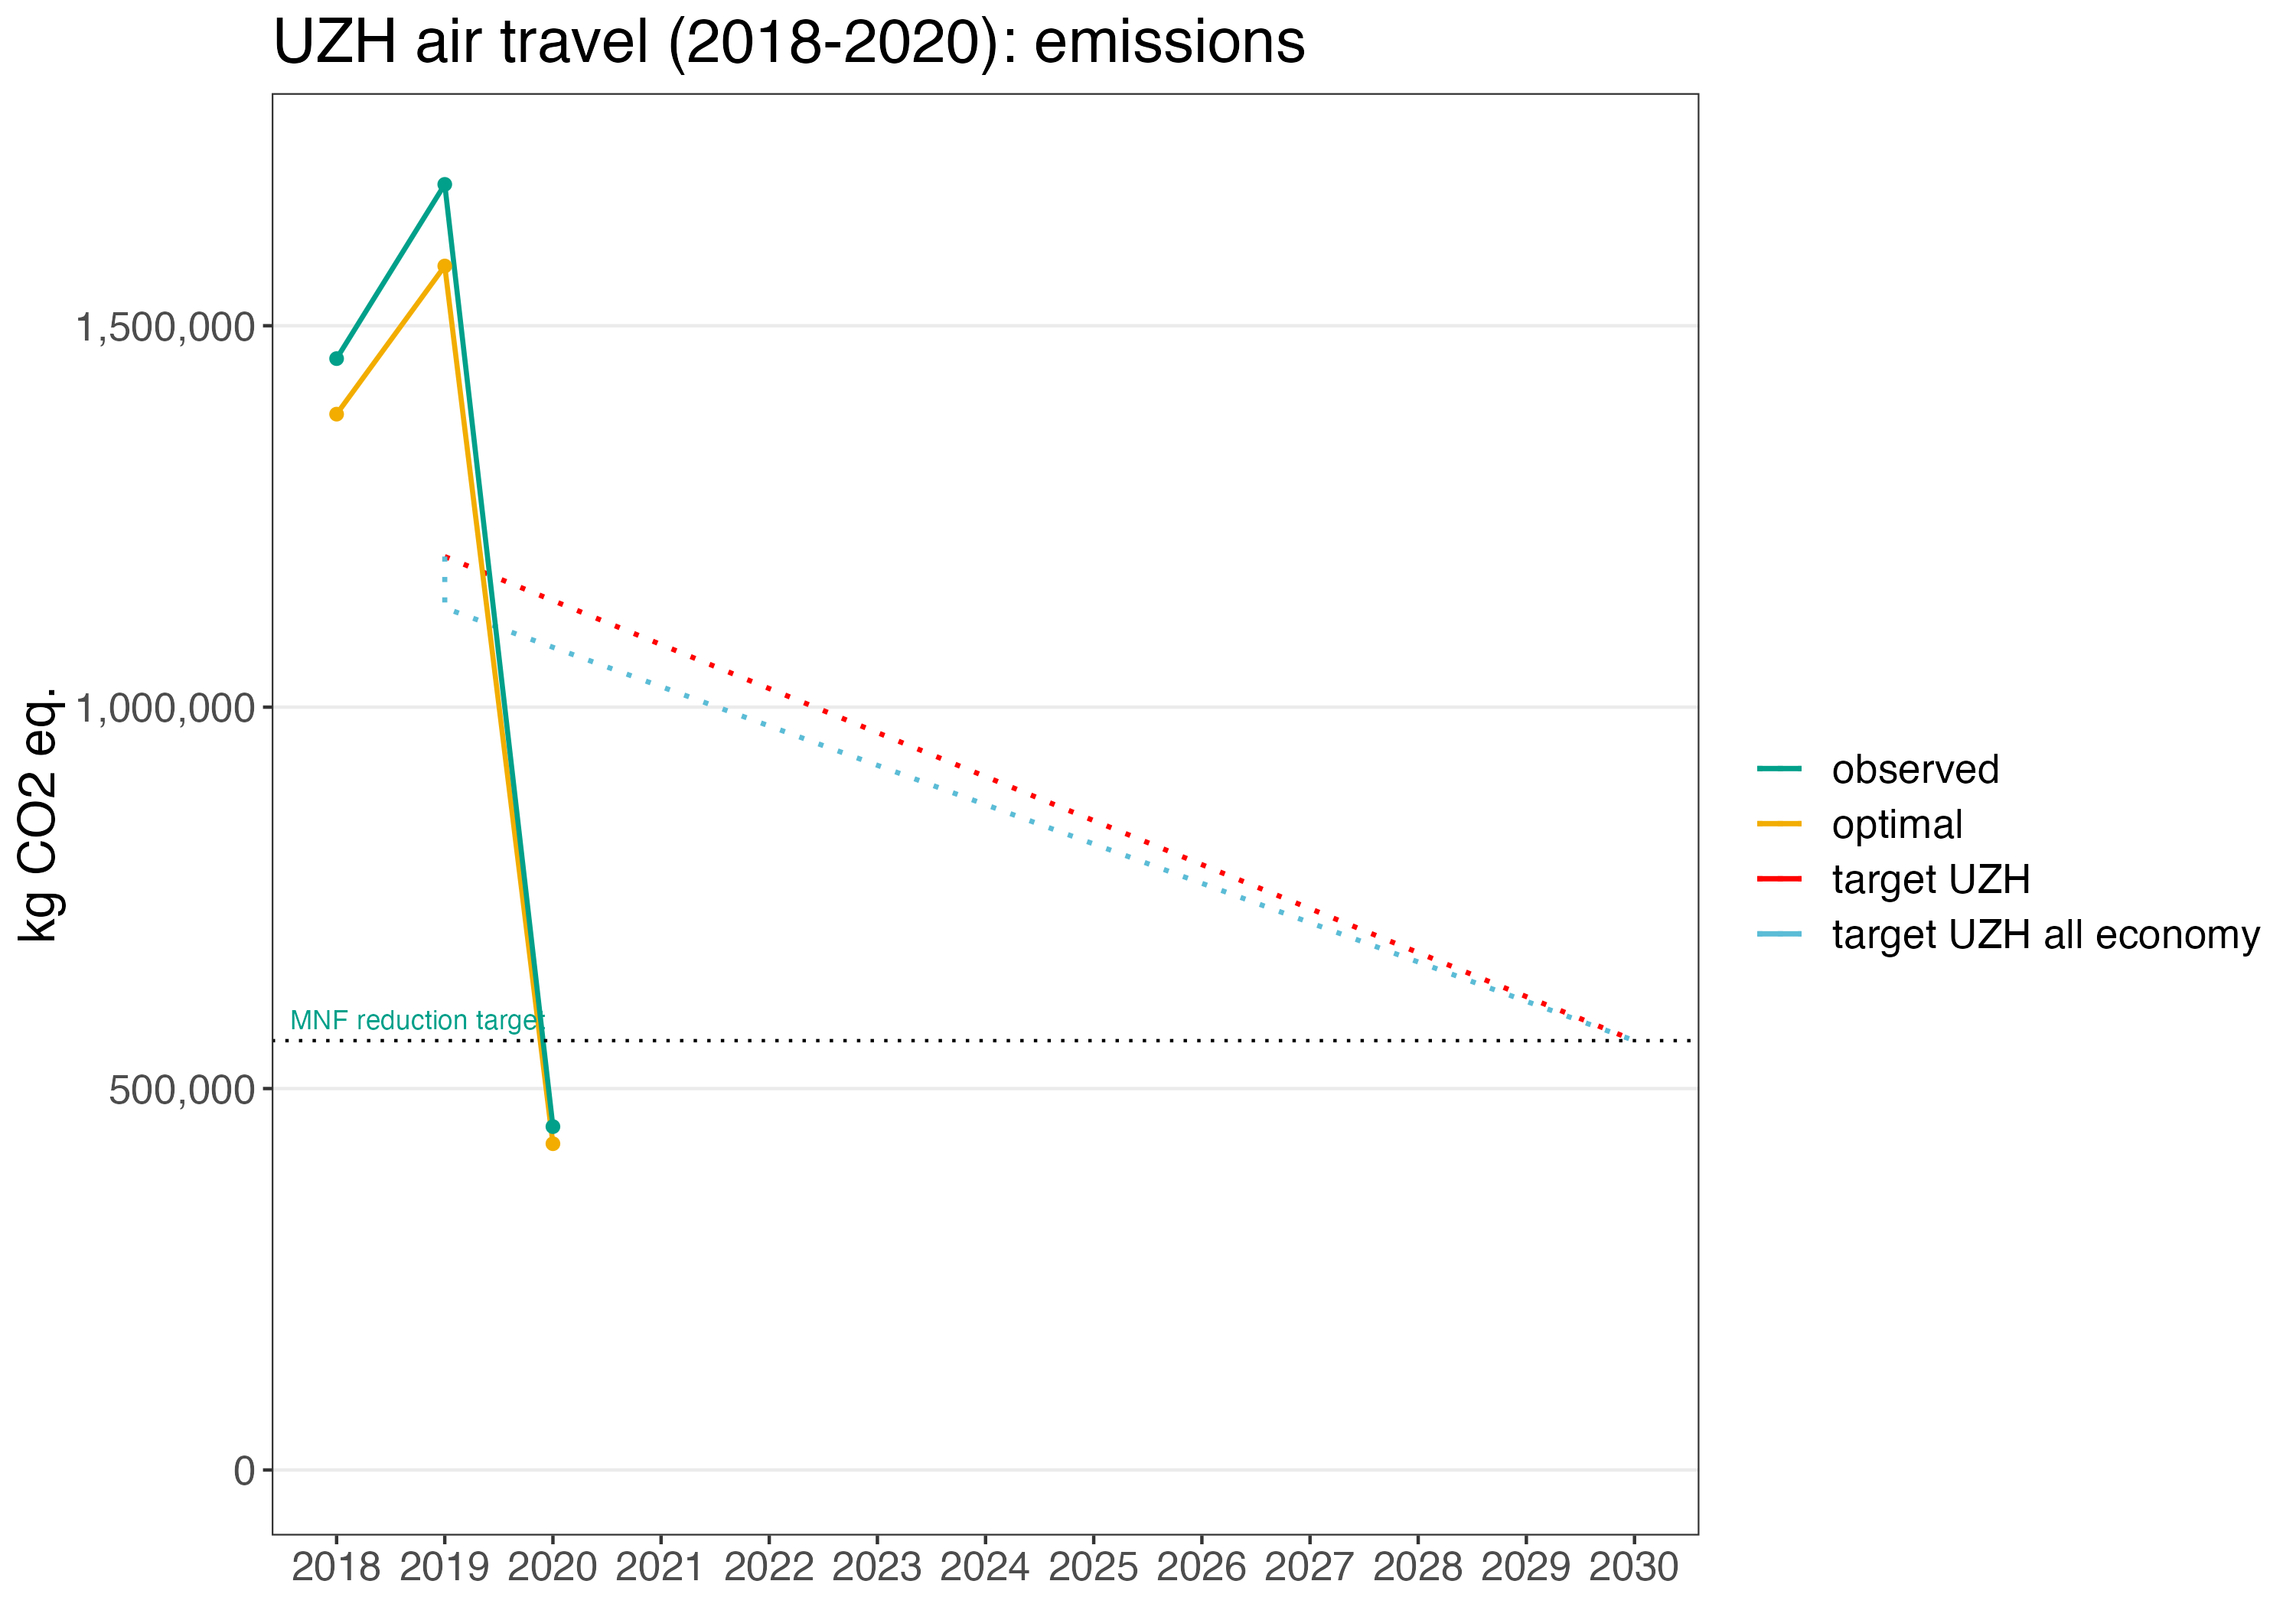 UZH air travel (2018-2020): emissions
kg CO2 eq.
1,500,000
1,000,000
500,000
0
MNF reduction target
2018 2019 2020 2021 2022 2023 2024 2025 2026 2027 2028 2029 2030
observed
optimal
target UZH
target UZH all economy